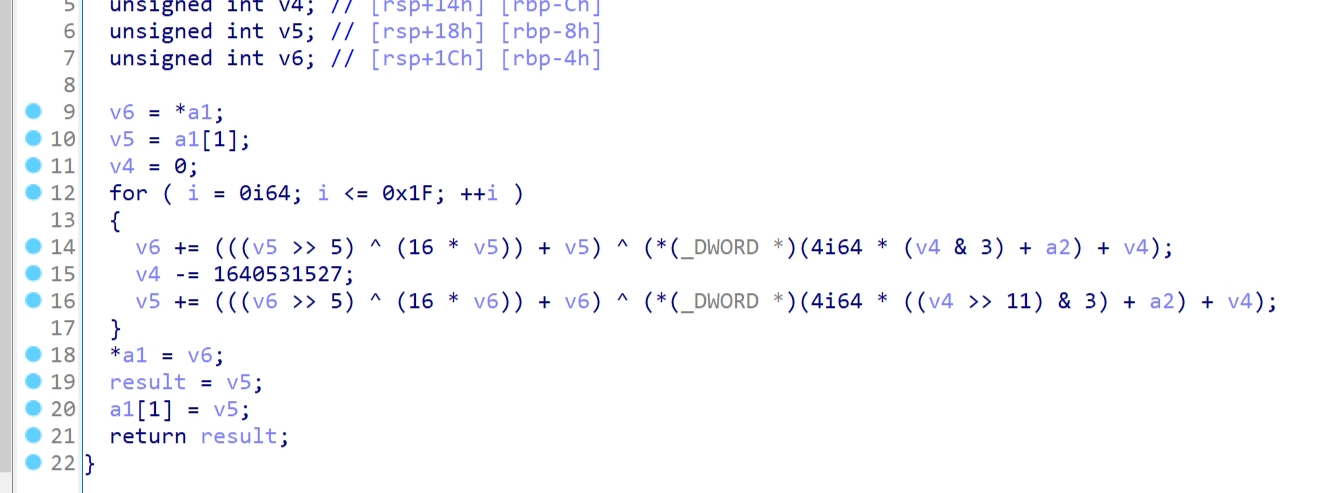 5 unsigned int v4; // [rsp+14h] [rbp-Ch]
6 unsigned int v5; // [rsp+18h] [rbp-8h]
7 unsigned int v6; // [rsp+1Ch] [rbp-4h]
8
9 v6 = *a1;
10 v5 = a1[1];
11 v4 = 0;
12 for ( i = 0i64; i <= 0x1F; ++i )
13 {
14 v6 += (((v5 >> 5) ^ (16 * v5)) + v5) ^ (*(_DWORD *)(4i64 * (v4 & 3) + a2) + v4);
15 v4 -= 1640531527;
16 v5 += (((v6 >> 5) ^ (16 * v6)) + v6) ^ (*(_DWORD *)(4i64 * ((v4 >> 11) & 3) + a2) + v4);
17 }
18 *a1 = v6;
19 result = v5;
20 a1[1] = v5;
21 return result;
22 }